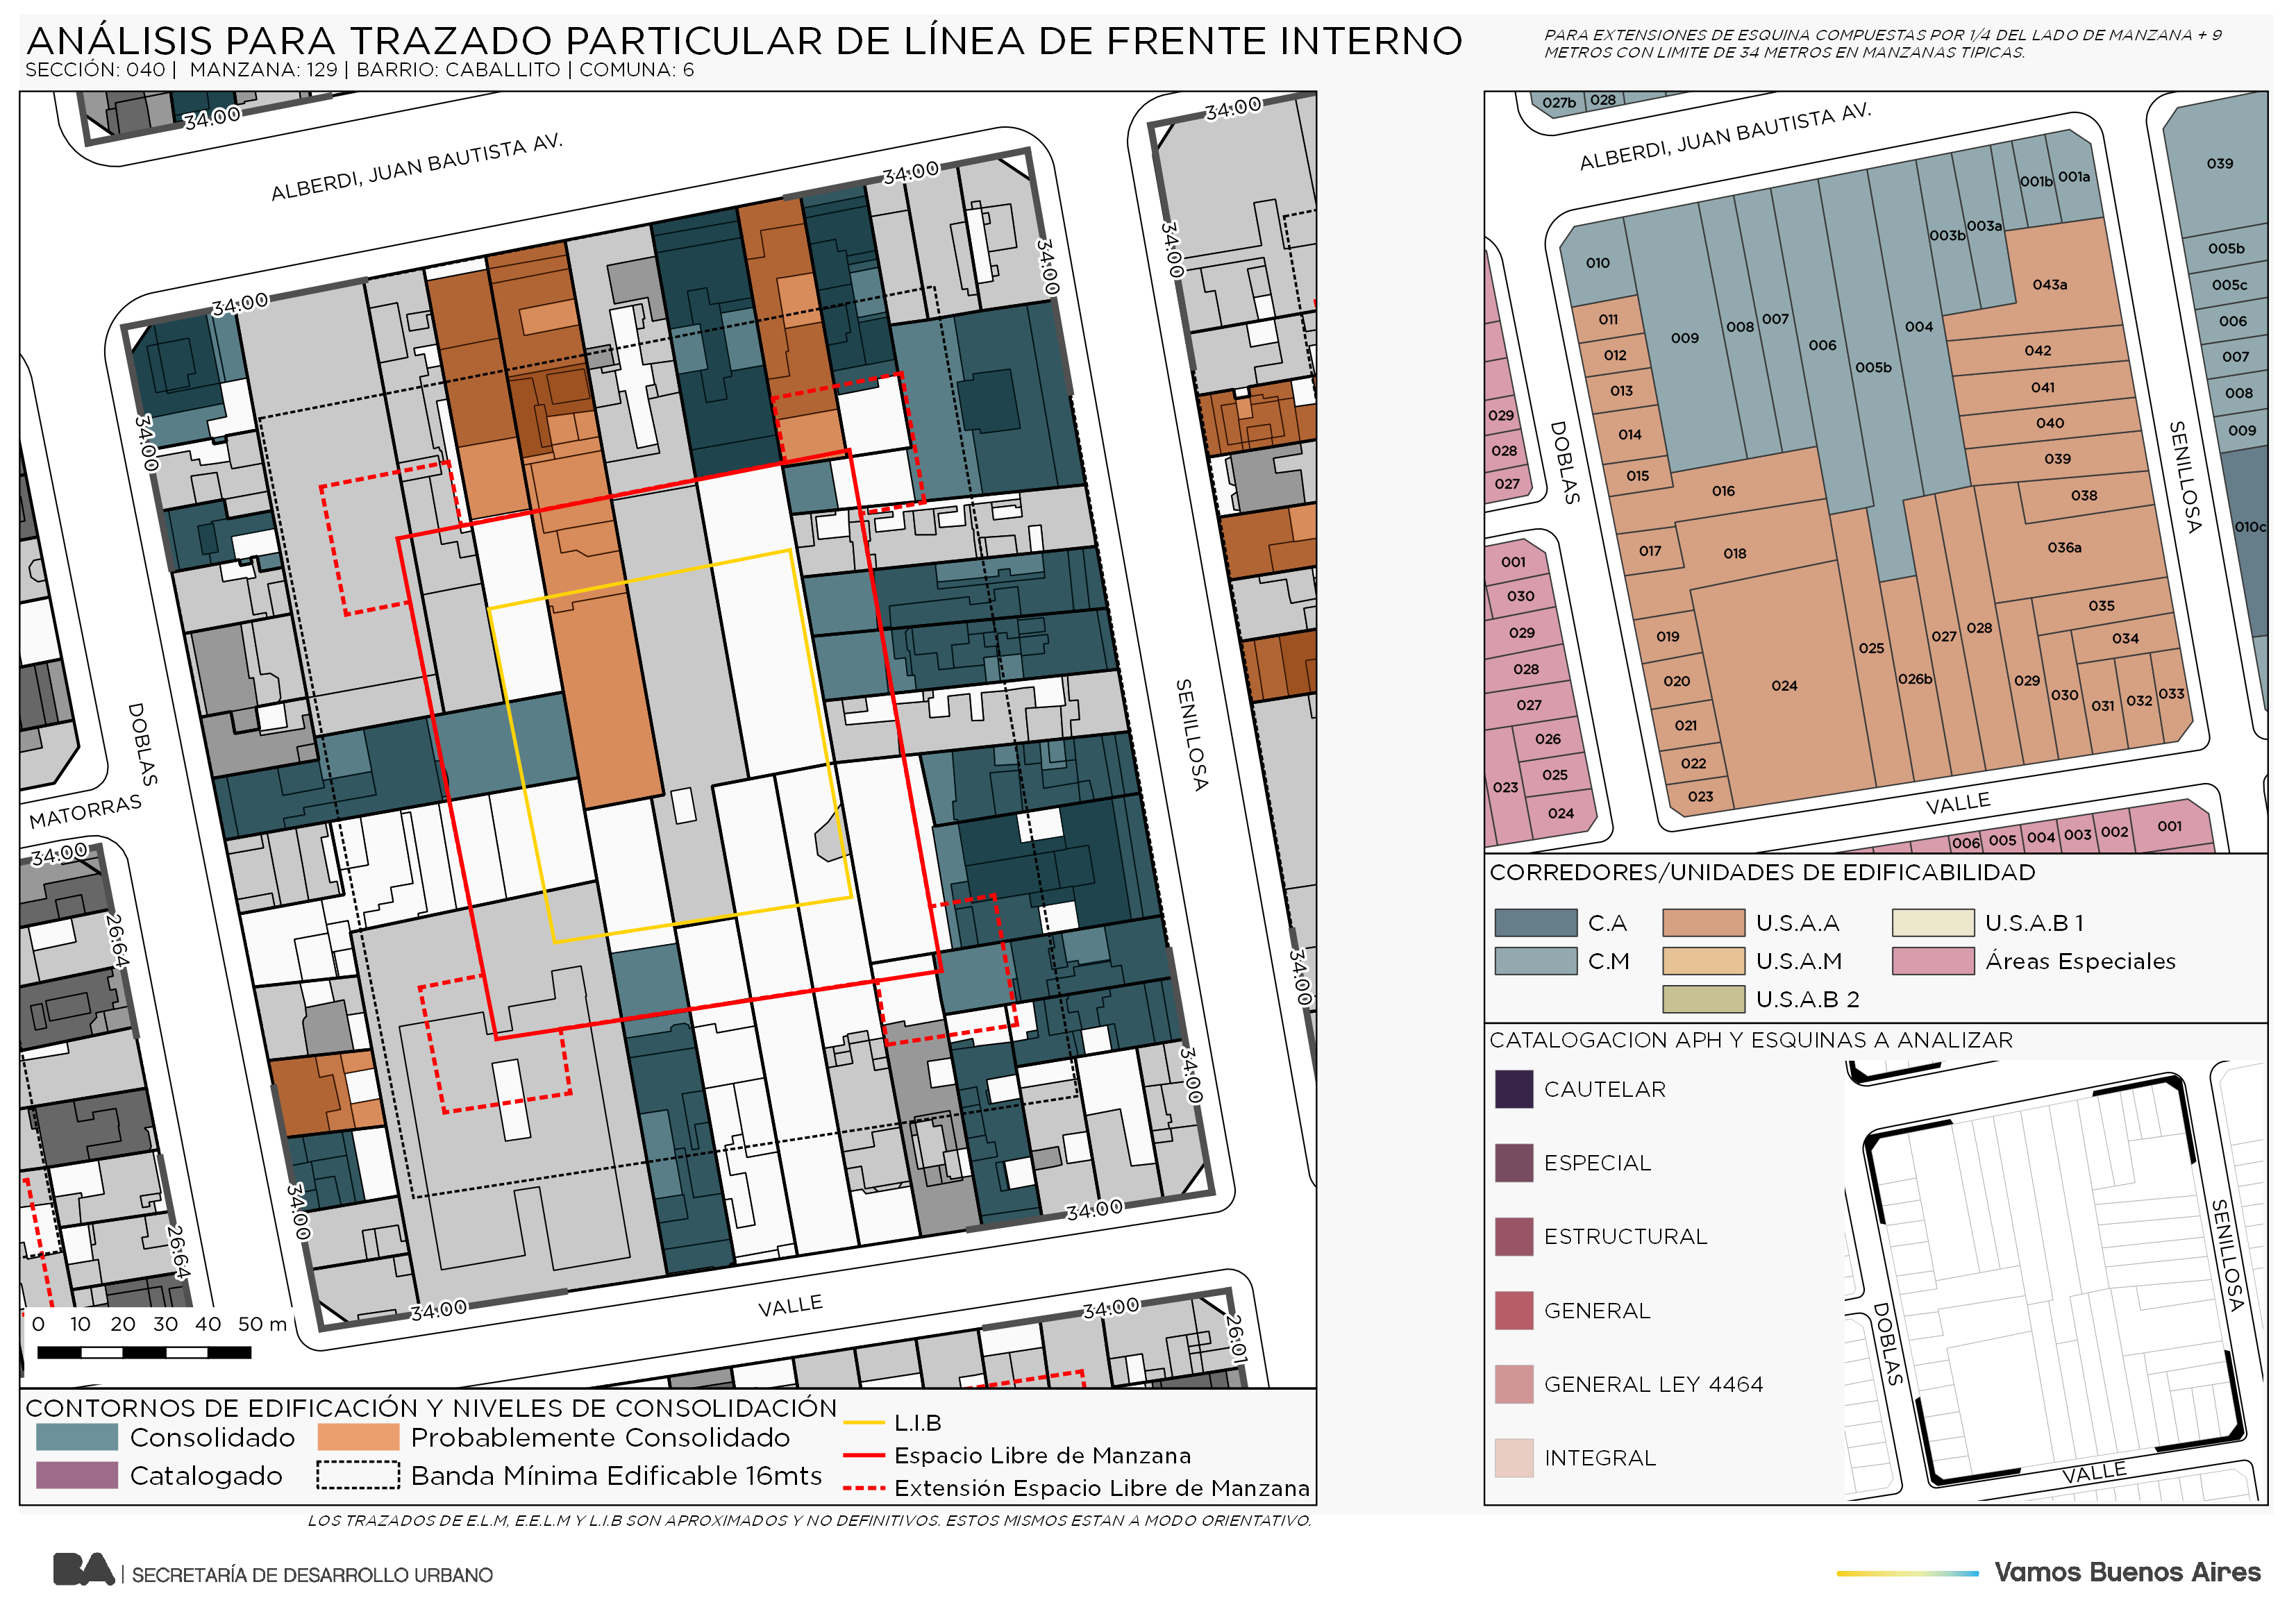 ANÁLISIS PARA TRAZADO PARTICULAR DE LÍNEA DE FRENTE INTERNO
SECCIÓN: 040 | MANZANA: 129 | BARRIO: CABALLITO | COMUNA: 6
PARA EXTENSIONES DE ESQUINA COMPUESTAS POR 1/4 DEL LADO DE MANZANA + 9
METROS CON LIMITE DE 34 METROS EN MANZANAS TIPICAS.
34.00
ALBERDI, JUAN BAUTISTA AV.
34.00
34.00
34.00
34.00
34.00
34.00
DOBLAS
SENILLOSA
MATORRAS
34.00
26.64
26.64
34.00
34.00
34.00
34.00
34.00
VALLE
34.00
26.01
0 10 20 30 40 50 m
CONTORNOS DE EDIFICACIÓN Y NIVELES DE CONSOLIDACIÓN
Consolidado
Probablemente Consolidado
Catalogado
Banda Mínima Edificable 16mts
L.I.B
Espacio Libre de Manzana
Extensión Espacio Libre de Manzana
LOS TRAZADOS DE E.L.M, E.E.L.M Y L.I.B SON APROXIMADOS Y NO DEFINITIVOS. ESTOS MISMOS ESTAN A MODO ORIENTATIVO.
027b
028
ALBERDI, JUAN BAUTISTA AV.
039
001b
001a
003b
003a
005b
005c
006
007
008
009
010c
010
009
008
007
006
005b
004
043a
042
041
040
039
038
036a
035
034
033
032
031
030
029
028
027
026b
025
024
011
012
013
014
015
016
017
018
019
020
021
022
023
029
028
027
DOBLAS
SENILLOSA
001
030
029
028
027
026
025
024
023
VALLE
006
005
004
003
002
001
CORREDORES/UNIDADES DE EDIFICABILIDAD
C.A
U.S.A.A
U.S.A.B 1
C.M
U.S.A.M
Áreas Especiales
U.S.A.B 2
CATALOGACION APH Y ESQUINAS A ANALIZAR
CAUTELAR
ESPECIAL
ESTRUCTURAL
GENERAL
GENERAL LEY 4464
INTEGRAL
SENILLOSA
DOBLAS
VALLE
BA | SECRETARÍA DE DESARROLLO URBANO
Vamos Buenos Aires